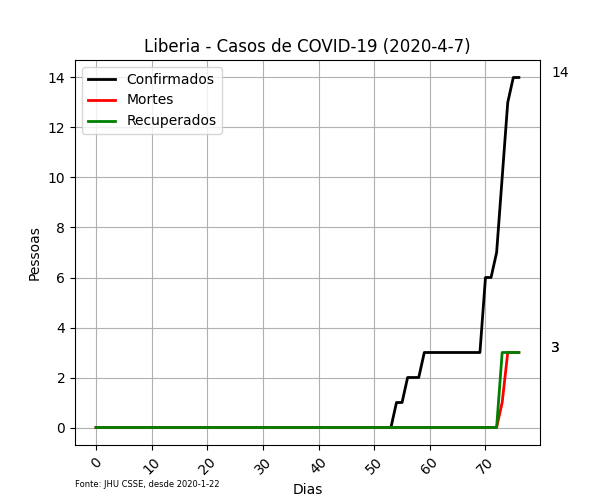 Liberia - Casos de COVID-19 (2020-4-7)
14
Confirmados
Mortes
Recuperados
14
12
10
8
6
4
2
0
Pessoas
3
0 10 20 30 40 50 60 70
Fonte: JHU CSSE, desde 2020-1-22
Dias